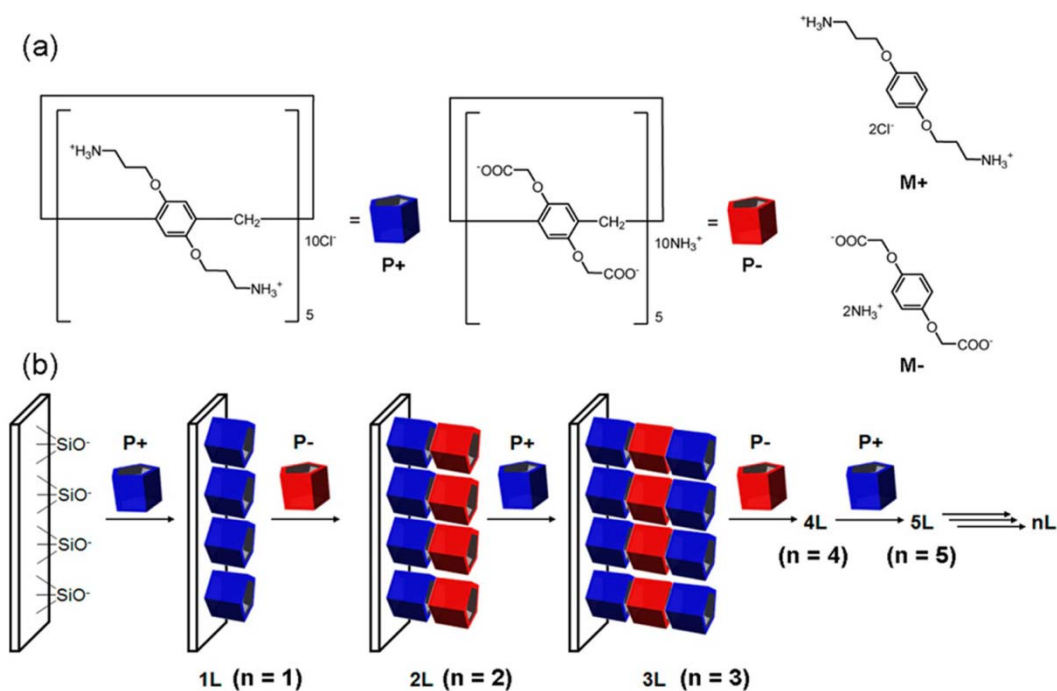 (a)
⁺H₃N
O
O
NH₃⁺
CH₂
10Cl⁻
5
=
P+
⁻OOC
O
O
COO⁻
CH₂
10NH₃⁺
5
=
P-
⁺H₃N
O
O
2Cl⁻
NH₃⁺
M+
⁻OOC
O
2NH₃⁺
O
COO⁻
M-
(b)
SiO⁻
SiO⁻
SiO⁻
SiO⁻
P+
P-
P+
P-
P+
4L
(n = 4)
5L
(n = 5)
nL
1L (n = 1)
2L (n = 2)
3L (n = 3)